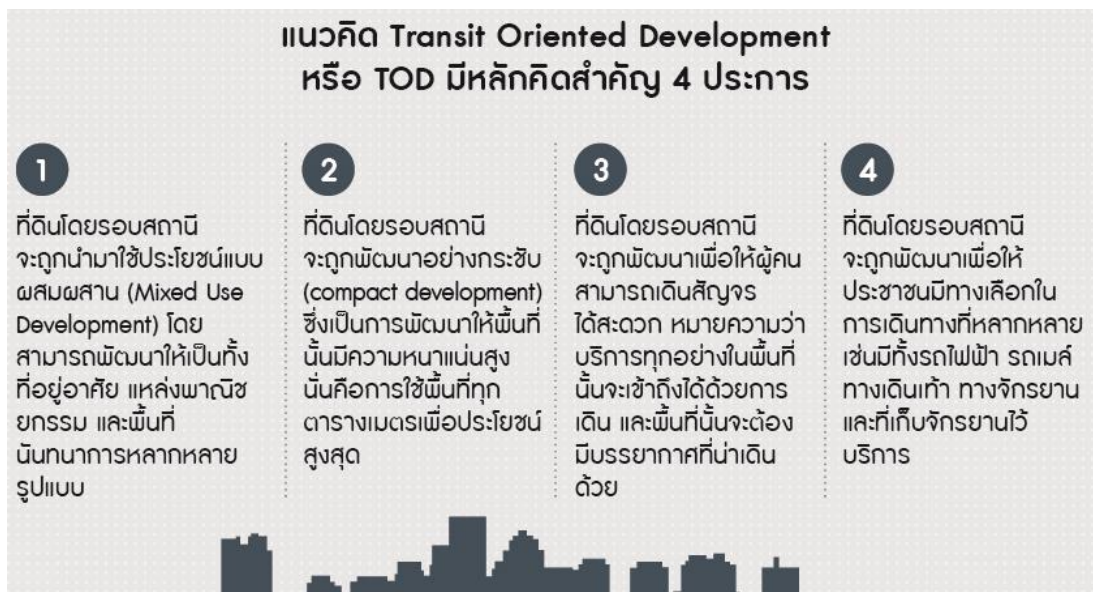 แนวคิด Transit Oriented Development
หรือ TOD มีหลักคิดสำคัญ 4 ประการ
1
ที่ดินโดยรอบสถานี
จะถูกนำมาใช้ประโยชน์แบบ
ผสมผสาน (Mixed Use
Development) โดย
สามารถพัฒนาให้เป็นทั้ง
ที่อยู่อาศัย แหล่งพาณิช
ยกรรม และพื้นที่
นันทนาการหลากหลาย
รูปแบบ
2
ที่ดินโดยรอบสถานี
จะถูกพัฒนาอย่างกระชับ
(compact development)
ซึ่งเป็นการพัฒนาให้พื้นที่
นั้นมีความหนาแน่นสูง
นั่นคือการใช้พื้นที่ทุก
ตารางเมตรเพื่อประโยชน์
สูงสุด
3
ที่ดินโดยรอบสถานี
จะถูกพัฒนาเพื่อให้ผู้คน
สามารถเดินสัญจร
ได้สะดวก หมายความว่า
บริการทุกอย่างในพื้นที่
นั้นจะเข้าถึงได้ด้วยการ
เดิน และพื้นที่นั้นจะต้อง
มีบรรยากาศที่น่าเดิน
ด้วย
4
ที่ดินโดยรอบสถานี
จะถูกพัฒนาเพื่อให้
ประชาชนมีทางเลือกใน
การเดินทางที่หลากหลาย
เช่นมีทั้งรถไฟฟ้า รถเมล์
ทางเดินเท้า ทางจักรยาน
และที่เก็บจักรยานไว้
บริการ